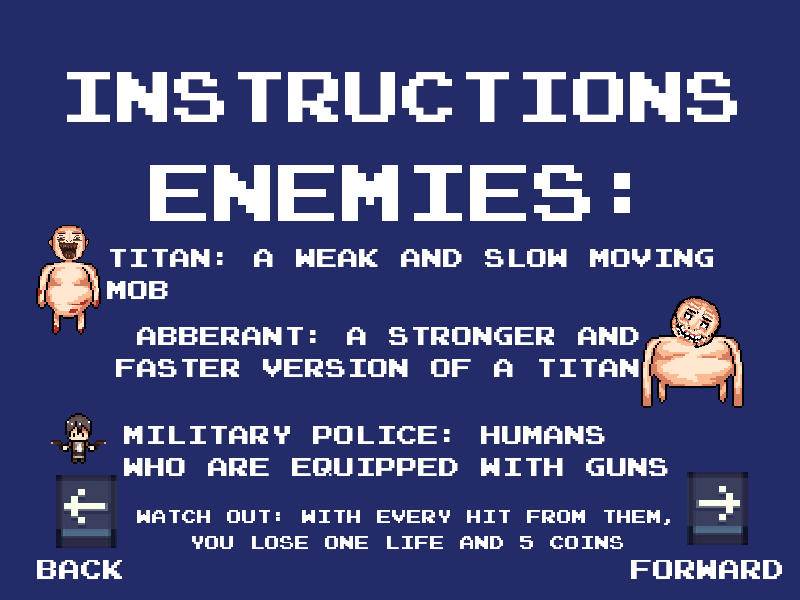 INSTRUCTIONS
ENEMIES:
TITAN: A WEAK AND SLOW MOVING
MOB
ABBERANT: A STRONGER AND
FASTER VERSION OF A TITAN
MILITARY POLICE: HUMANS
WHO ARE EQUIPPED WITH GUNS
WATCH OUT: WITH EVERY HIT FROM THEM,
YOU LOSE ONE LIFE AND 5 COINS
BACK
FORWARD